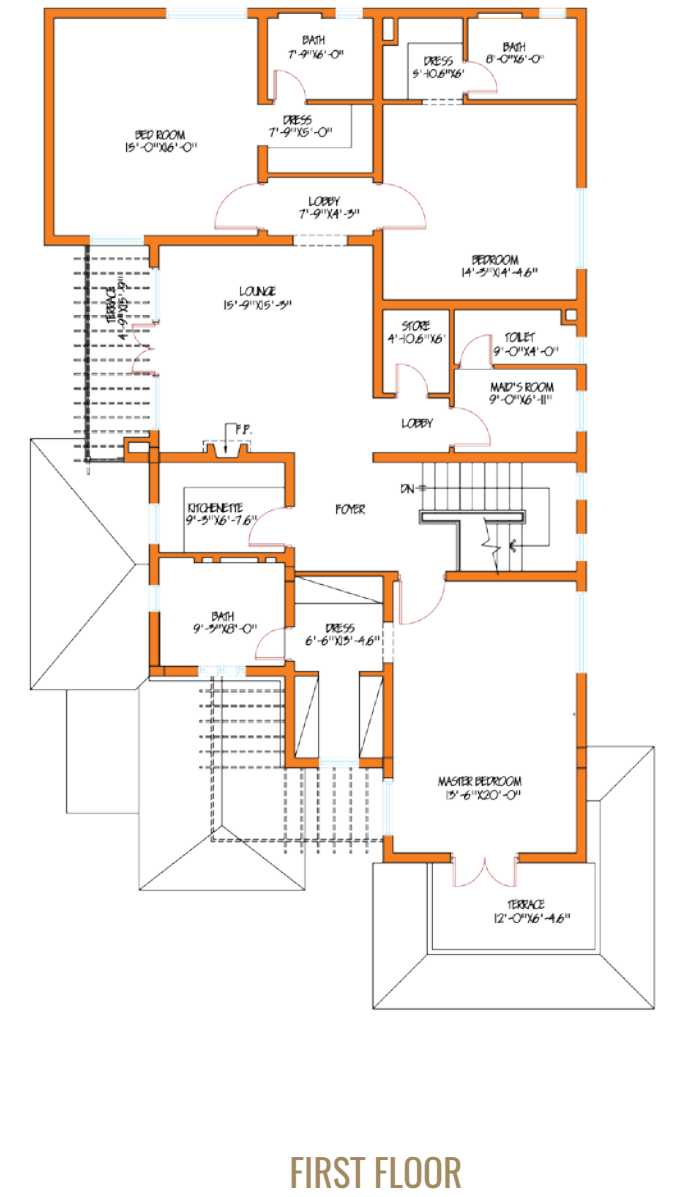 BATH
7'-9"X6'-0"
DRESS
5'-10.6"X6'
BATH
8'-0"X6'-0"
BED ROOM
15'-0"X16'-0"
DRESS
7'-9"X5'-0"
LOBBY
7'-9"X4'-3"
BEDROOM
14'-3"X14'-4.6"
TERRACE
4'-9"X15'-9"
LOUNGE
15'-9"X15'-3"
STORE
4'-10.6"X6'
TOILET
9'-0"X4'-0"
MAID'S ROOM
9'-0"X6'-11"
LOBBY
F.P.
DN
KITCHENETTE
9'-3"X6'-7.6"
FOYER
BATH
9'-3"X8'-0"
DRESS
6'-6"X13'-4.6"
MASTER BEDROOM
13'-6"X20'-0"
TERRACE
12'-0"X6'-4.6"
FIRST FLOOR